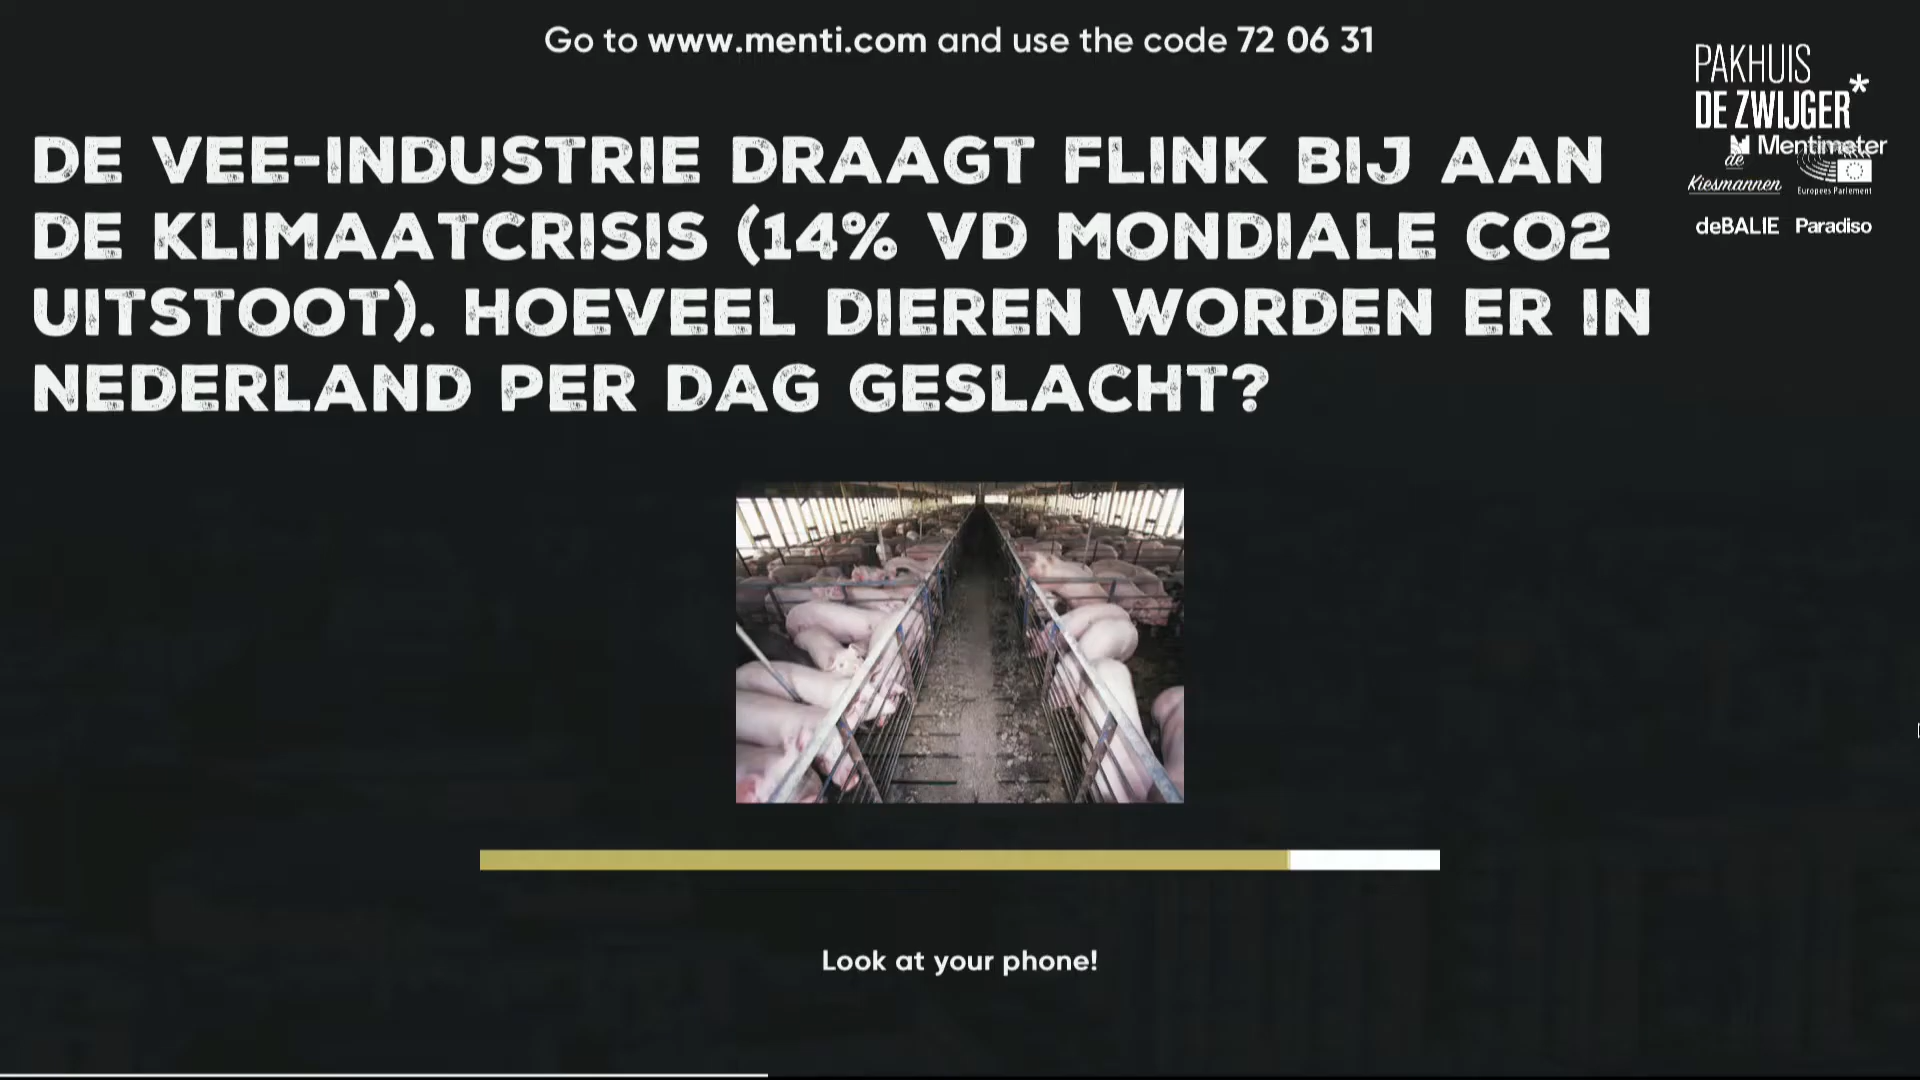 Go to www.menti.com and use the code 72 06 31
PAKHUIS
DE ZWIJGER*
Mentimeter
de
Kiesmannen
Europees Parlement
deBALIE Paradiso
DE VEE-INDUSTRIE DRAAGT FLINK BIJ AAN
DE KLIMAATCRISIS (14% VD MONDIALE CO2
UITSTOOT). HOEVEEL DIEREN WORDEN ER IN
NEDERLAND PER DAG GESLACHT?
Look at your phone!